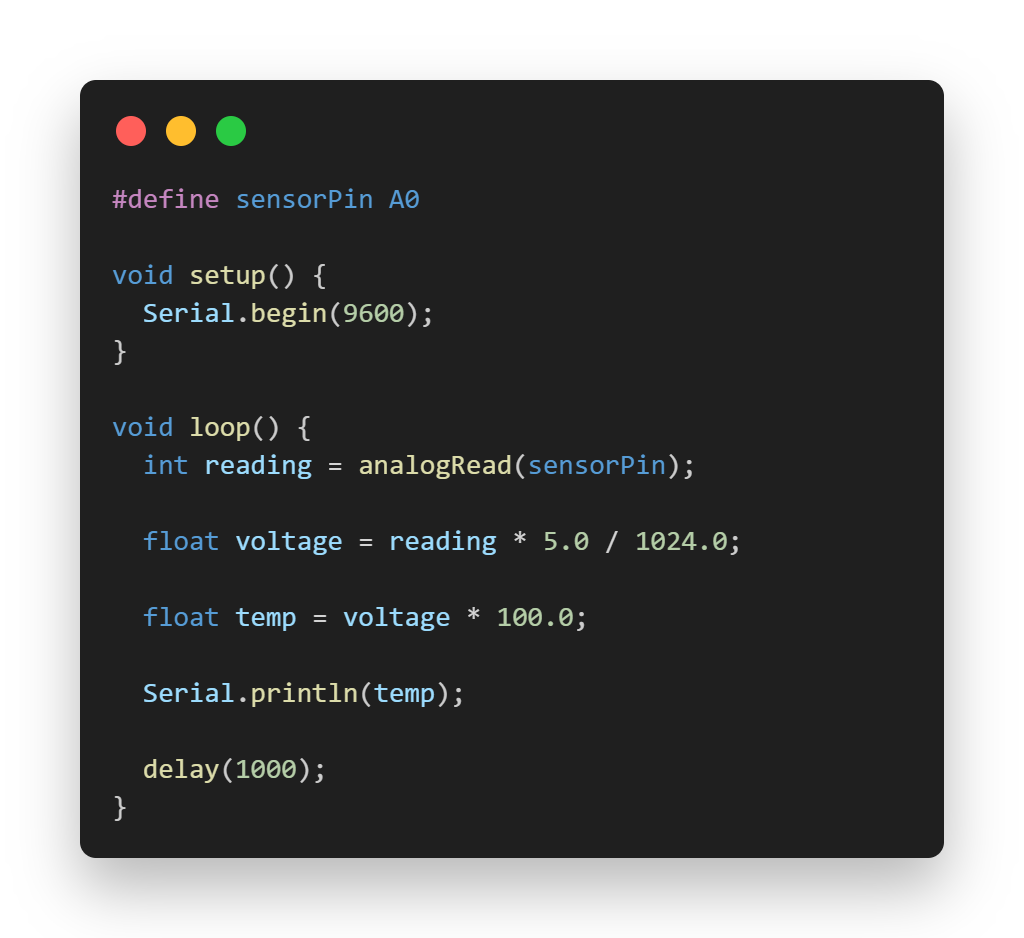 #define sensorPin A0
void setup() {
  Serial.begin(9600);
}
void loop() {
  int reading = analogRead(sensorPin);
  float voltage = reading * 5.0 / 1024.0;
  float temp = voltage * 100.0;
  Serial.println(temp);
  delay(1000);
}